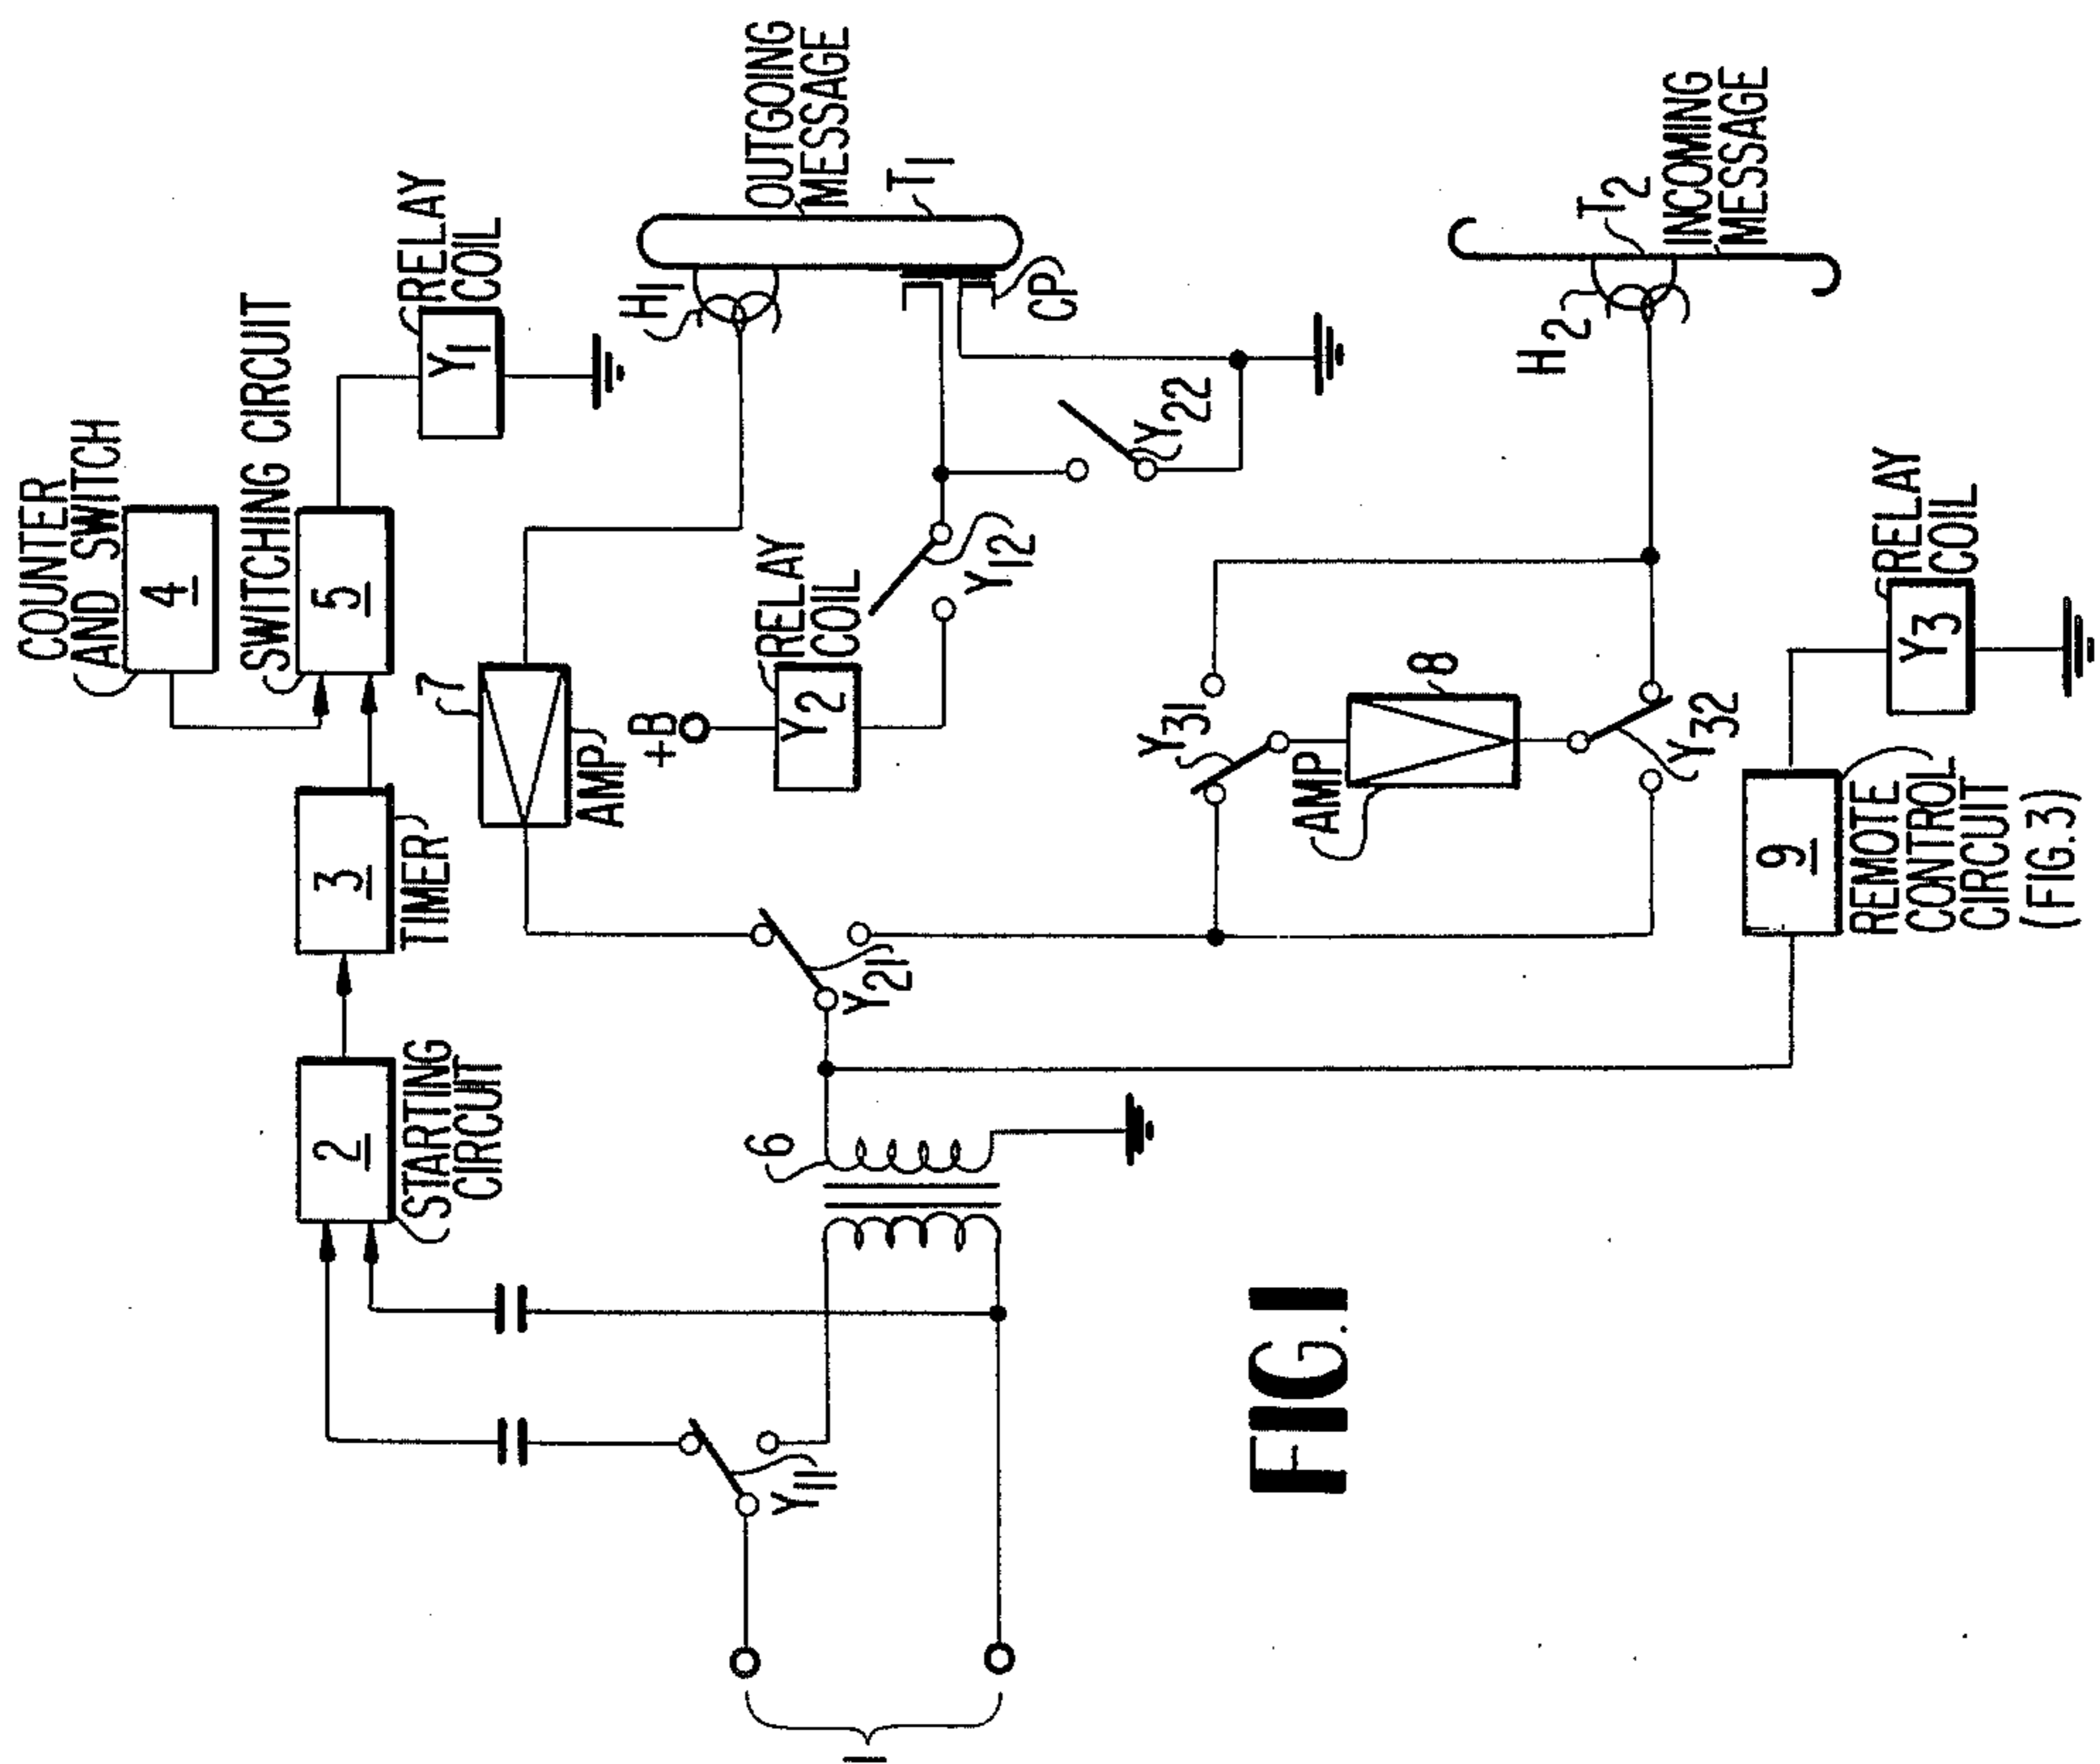 COUNTER
AND SWITCH
4
SWITCHING CIRCUIT
5
RELAY
COIL
Y1
3
TIMER
2
STARTING
CIRCUIT
7
AMP
OUTGOING
MESSAGE
T1
H1
CP
+B
RELAY
COIL
Y2
Y12
Y22
Y21
6
Y11
1
Y31
AMP
8
Y32
H2
T2
INCOMING
MESSAGE
RELAY
COIL
Y3
9
REMOTE
CONTROL
CIRCUIT
(FIG.3)
FIG.1